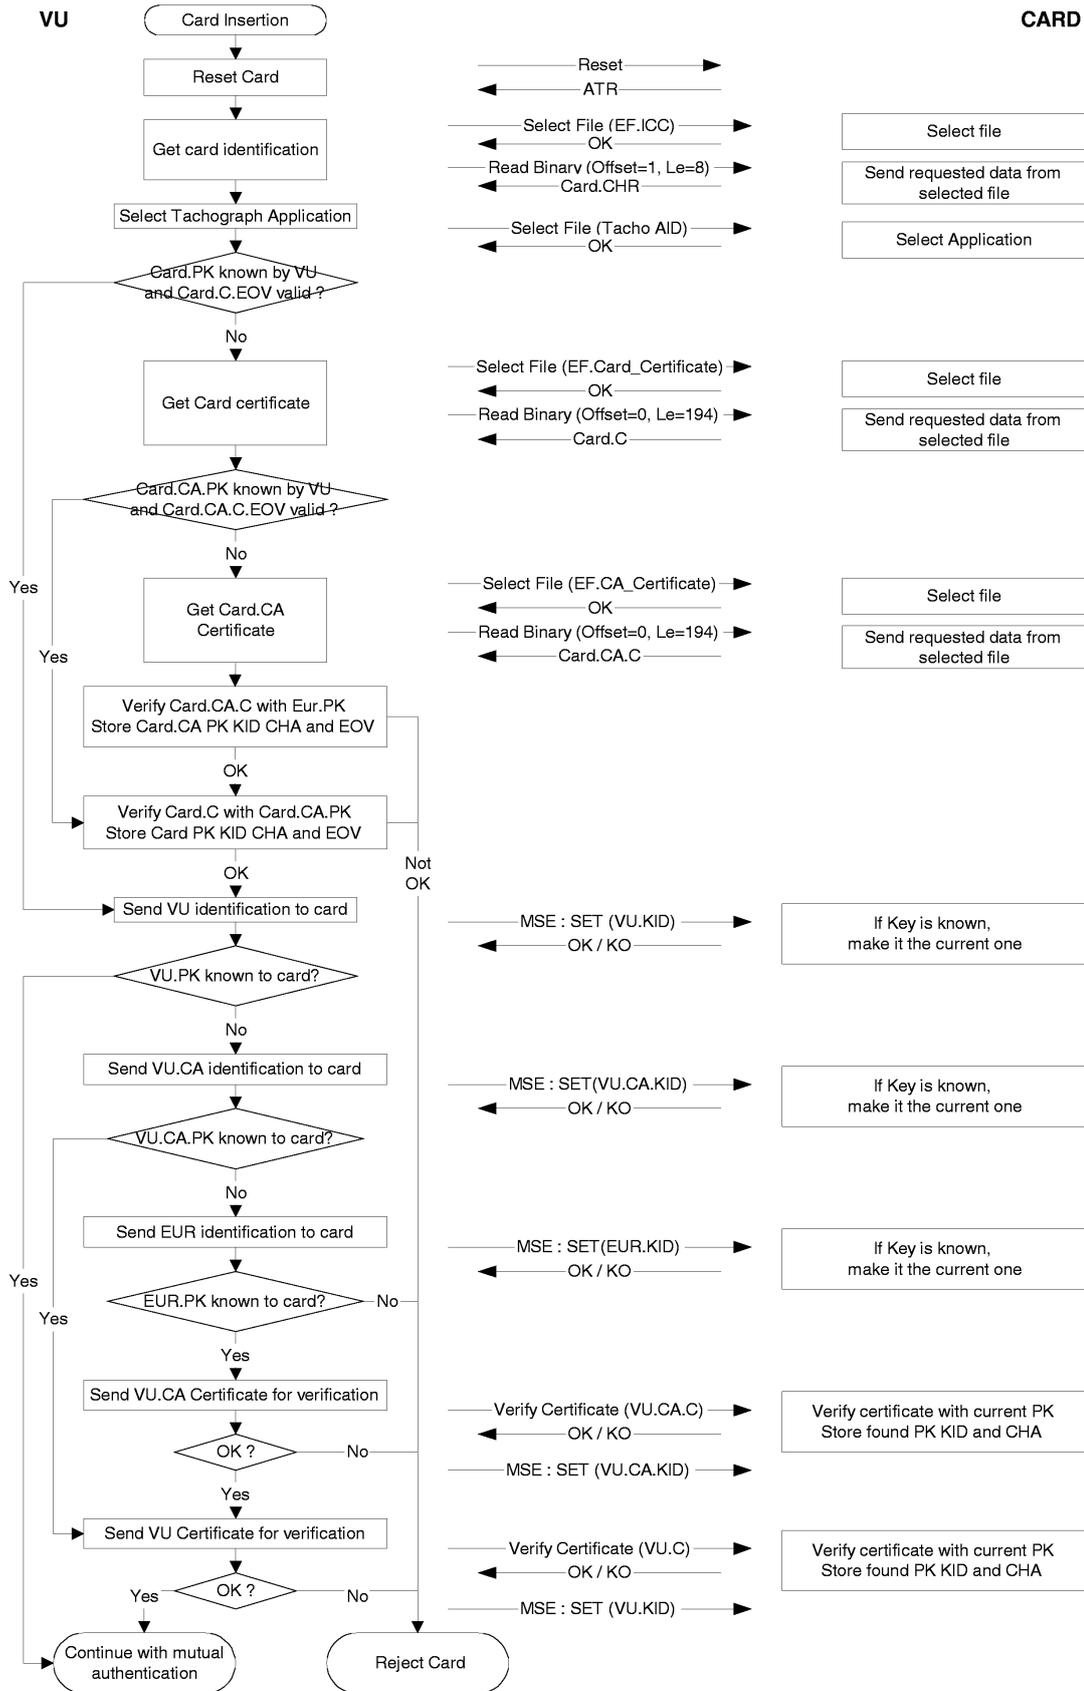 VU
CARD
Card Insertion
Reset Card
Reset
ATR
Get card identification
Select File (EF.ICC)
OK
Select file
Read Binary (Offset=1, Le=8)
Card.CHR
Send requested data from
selected file
Select Tachograph Application
Select File (Tacho AID)
OK
Select Application
Card.PK known by VU
and Card.C.EOV valid ?
No
Get Card certificate
Select File (EF.Card_Certificate)
OK
Select file
Read Binary (Offset=0, Le=194)
Card.C
Send requested data from
selected file
Card.CA.PK known by VU
and Card.CA.C.EOV valid ?
No
Yes
Get Card.CA
Certificate
Select File (EF.CA_Certificate)
OK
Select file
Read Binary (Offset=0, Le=194)
Card.CA.C
Send requested data from
selected file
Yes
Verify Card.CA.C with Eur.PK
Store Card.CA PK KID CHA and EOV
OK
Verify Card.C with Card.CA.PK
Store Card PK KID CHA and EOV
OK
Not
OK
Send VU identification to card
MSE : SET (VU.KID)
OK / KO
If Key is known,
make it the current one
VU.PK known to card?
No
Send VU.CA identification to card
MSE : SET(VU.CA.KID)
OK / KO
If Key is known,
make it the current one
VU.CA.PK known to card?
No
Send EUR identification to card
MSE : SET(EUR.KID)
OK / KO
If Key is known,
make it the current one
Yes
EUR.PK known to card?
No
Yes
Yes
Send VU.CA Certificate for verification
Verify Certificate (VU.CA.C)
OK / KO
Verify certificate with current PK
Store found PK KID and CHA
OK ?
No
MSE : SET (VU.CA.KID)
Yes
Send VU Certificate for verification
Verify Certificate (VU.C)
OK / KO
Verify certificate with current PK
Store found PK KID and CHA
OK ?
Yes
No
MSE : SET (VU.KID)
Continue with mutual
authentication
Reject Card